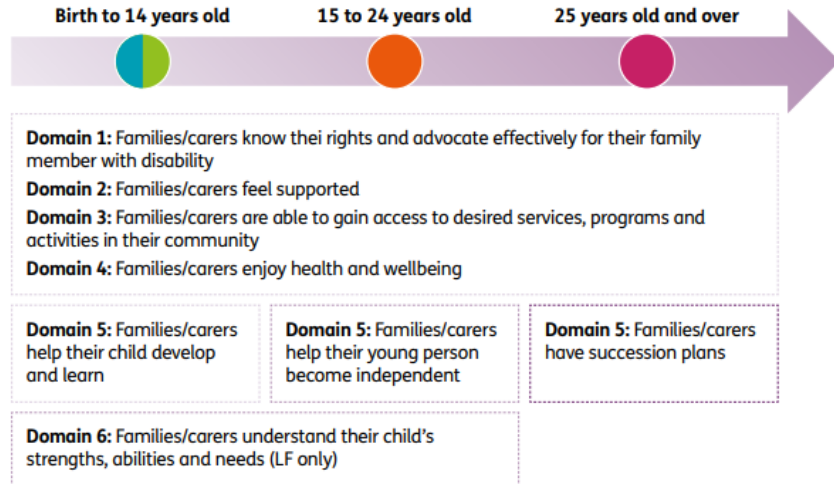 Birth to 14 years old
15 to 24 years old
25 years old and over
Domain 1: Families/carers know thei rights and advocate effectively for their family
member with disability
Domain 2: Families/carers feel supported
Domain 3: Families/carers are able to gain access to desired services, programs and
activities in their community
Domain 4: Families/carers enjoy health and wellbeing
Domain 5: Families/carers
help their child develop
and learn
Domain 5: Families/carers
help their young person
become independent
Domain 5: Families/carers
have succession plans
Domain 6: Families/carers understand their child's
strengths, abilities and needs (LF only)